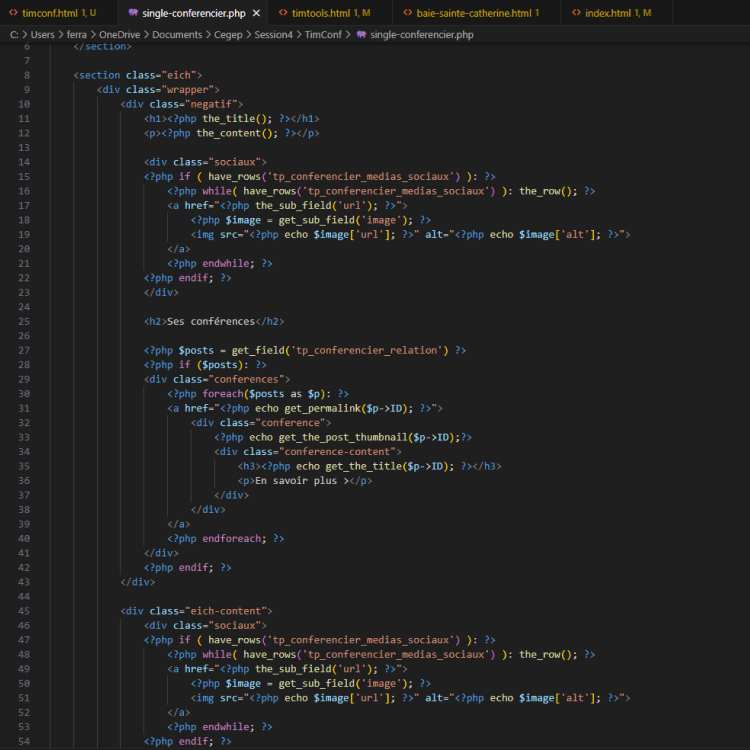 timconf.html 1, U single-conferencier.php × timtools.html 1, M baie-sainte-catherine.html 1 index.html 1, M
C: > Users > ferra > OneDrive > Documents > Cegep > Session4 > TimConf > single-conferencier.php
6 </section>
7
8 <section class="eich">
9 <div class="wrapper">
10 <div class="negatif">
11 <h1><?php the_title(); ?></h1>
12 <p><?php the_content(); ?></p>
13
14 <div class="sociaux">
15 <?php if ( have_rows('tp_conferencier_medias_sociaux') ): ?>
16 <?php while( have_rows('tp_conferencier_medias_sociaux') ): the_row(); ?>
17 <a href="<?php the_sub_field('url'); ?>">
18 <?php $image = get_sub_field('image'); ?>
19 <img src="<?php echo $image['url']; ?>" alt="<?php echo $image['alt']; ?>">
20 </a>
21 <?php endwhile; ?>
22 <?php endif; ?>
23 </div>
24
25 <h2>Ses conférences</h2>
26
27 <?php $posts = get_field('tp_conferencier_relation') ?>
28 <?php if ($posts): ?>
29 <div class="conferences">
30 <?php foreach($posts as $p): ?>
31 <a href="<?php echo get_permalink($p->ID); ?>">
32 <div class="conference">
33 <?php echo get_the_post_thumbnail($p->ID);?>
34 <div class="conference-content">
35 <h3><?php echo get_the_title($p->ID); ?></h3>
36 <p>En savoir plus ></p>
37 </div>
38 </div>
39 </a>
40 <?php endforeach; ?>
41 </div>
42 <?php endif; ?>
43 </div>
44
45 <div class="eich-content">
46 <div class="sociaux">
47 <?php if ( have_rows('tp_conferencier_medias_sociaux') ): ?>
48 <?php while( have_rows('tp_conferencier_medias_sociaux') ): the_row(); ?>
49 <a href="<?php the_sub_field('url'); ?>">
50 <?php $image = get_sub_field('image'); ?>
51 <img src="<?php echo $image['url']; ?>" alt="<?php echo $image['alt']; ?>">
52 </a>
53 <?php endwhile; ?>
54 <?php endif; ?>